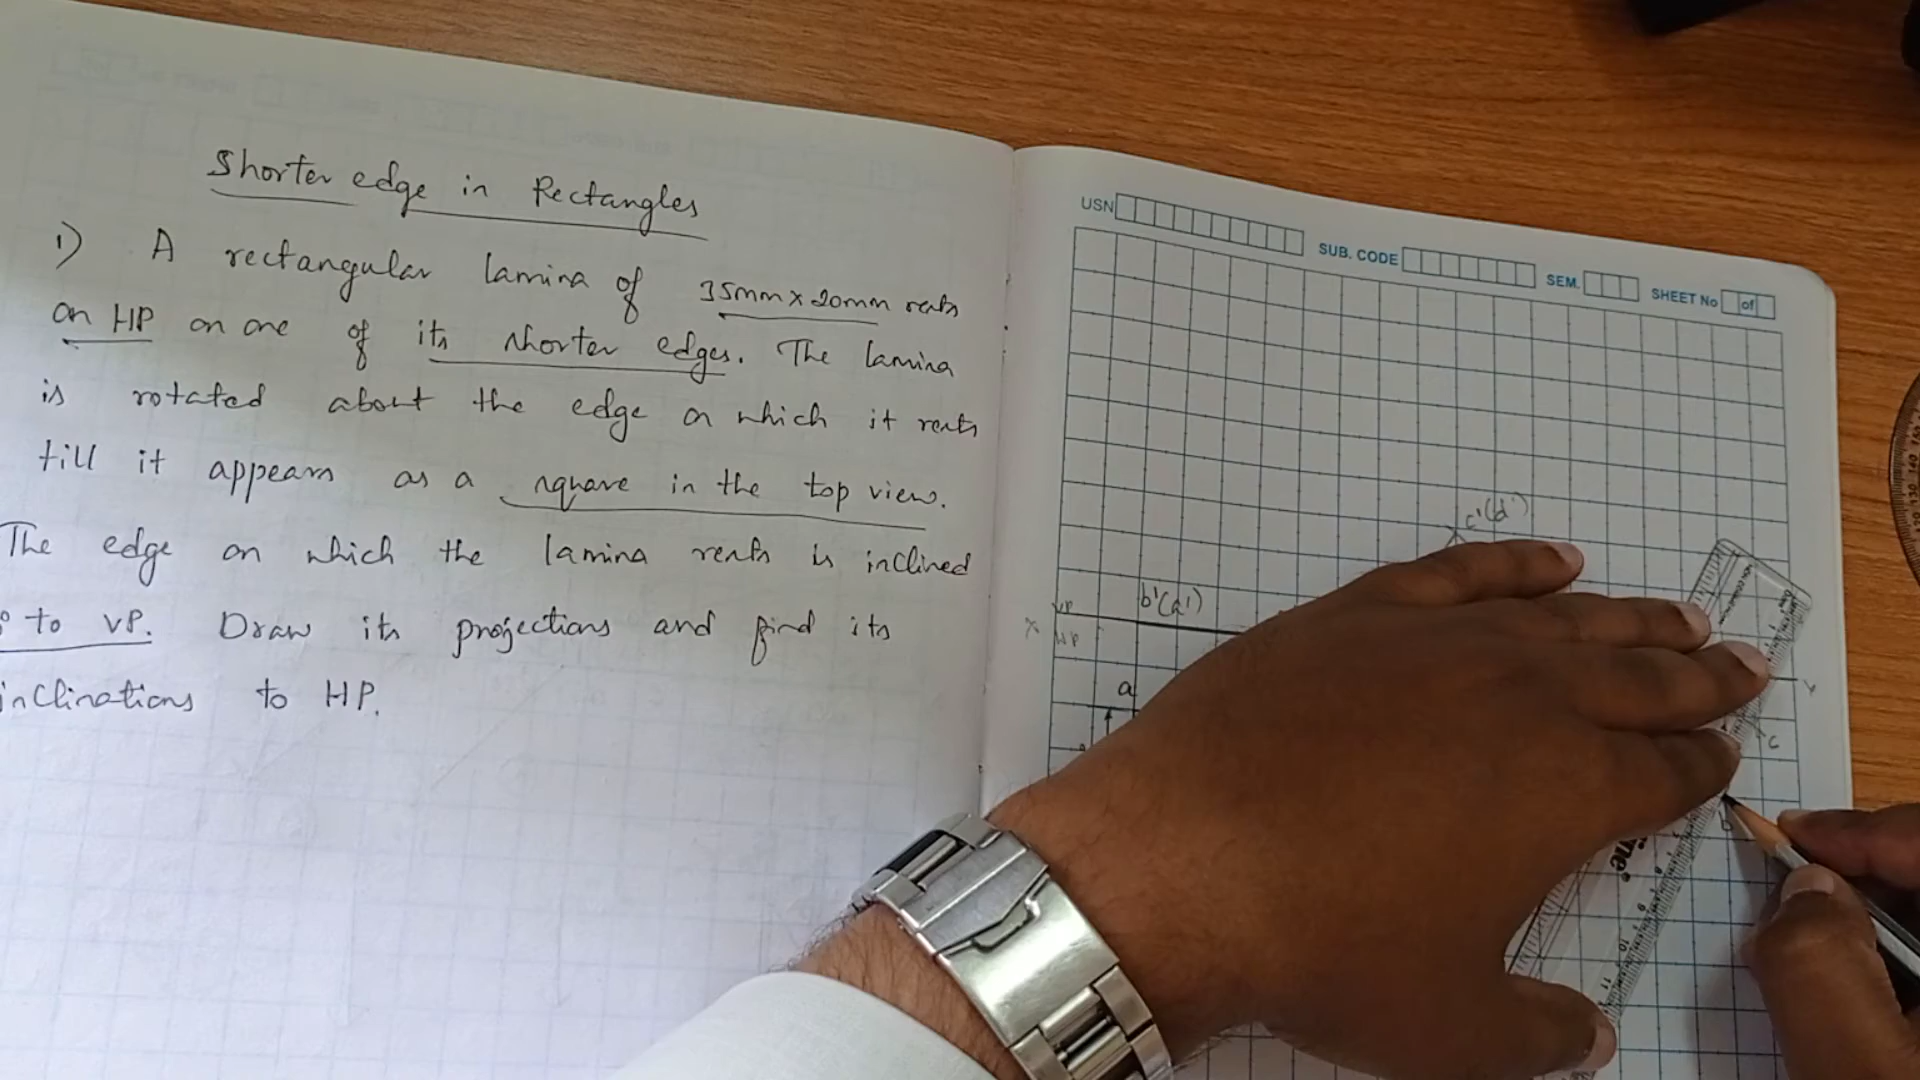 Shorter edge in Rectangles
1) A rectangular lamina of 35mm x 20mm rests
on HP on one of its shorter edges. The lamina
is rotated about the edge on which it rests
till it appears as a square in the top view.
The edge on which the lamina rests is inclined
to VP. Draw its projections and find its
inclinations to HP.
USN
SUB. CODE
SEM.
SHEET No of
c'(d')
b'(a')
X VP
HP
Y
a
c
b
9
10
11